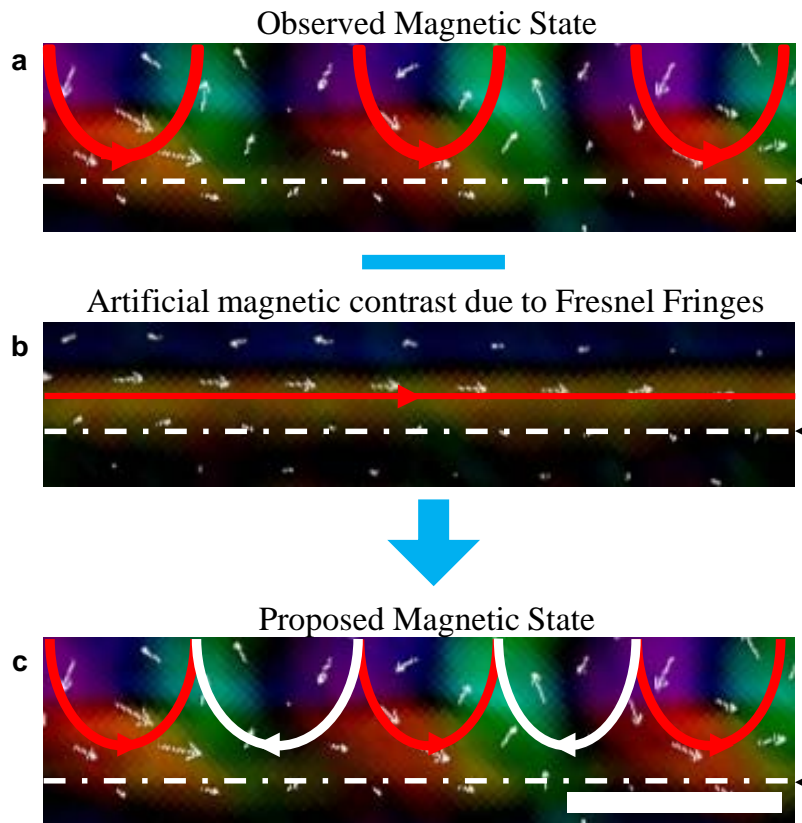 Observed Magnetic State
a
Artificial magnetic contrast due to Fresnel Fringes
b
Proposed Magnetic State
c